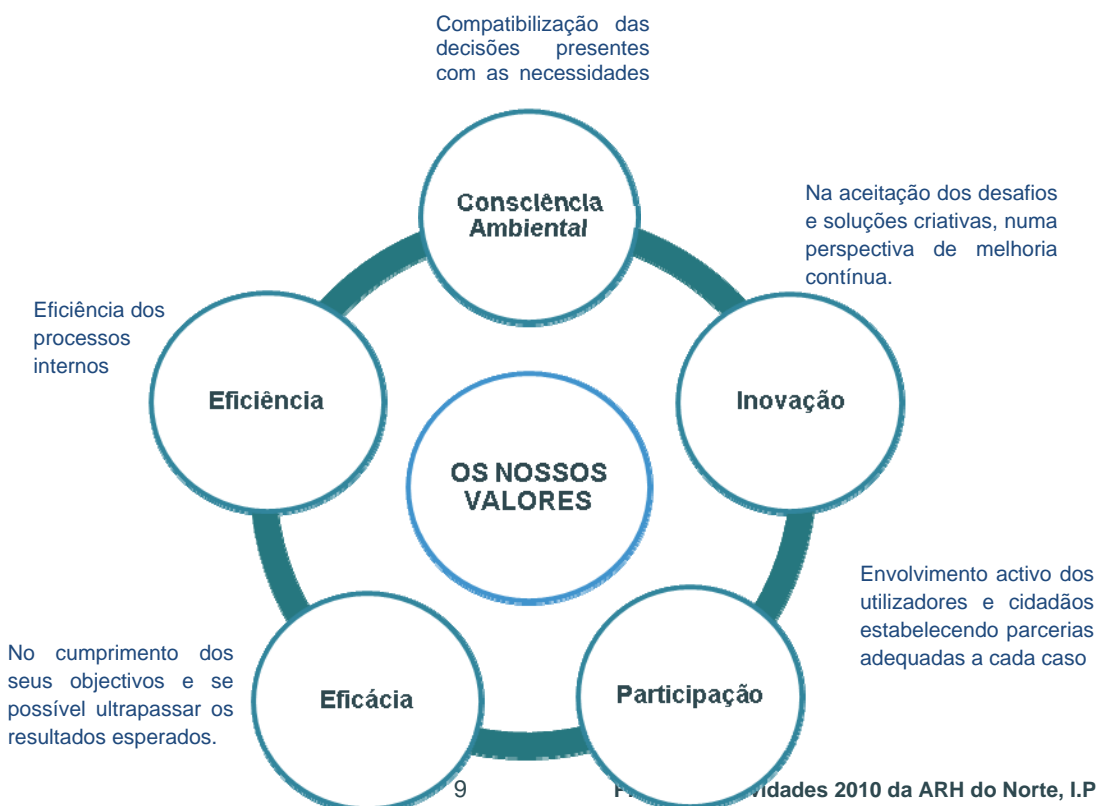 Compatibilização das
decisões presentes
com as necessidades
Consciência
Ambiental
Na aceitação dos desafios
e soluções criativas, numa
perspectiva de melhoria
contínua.
Eficiência dos
processos
internos
Eficiência
Inovação
OS NOSSOS
VALORES
Envolvimento activo dos
utilizadores e cidadãos
estabelecendo parcerias
adequadas a cada caso
No cumprimento dos
seus objectivos e se
possível ultrapassar os
resultados esperados.
Eficácia
Participação
9
2010 da ARH do Norte, I.P